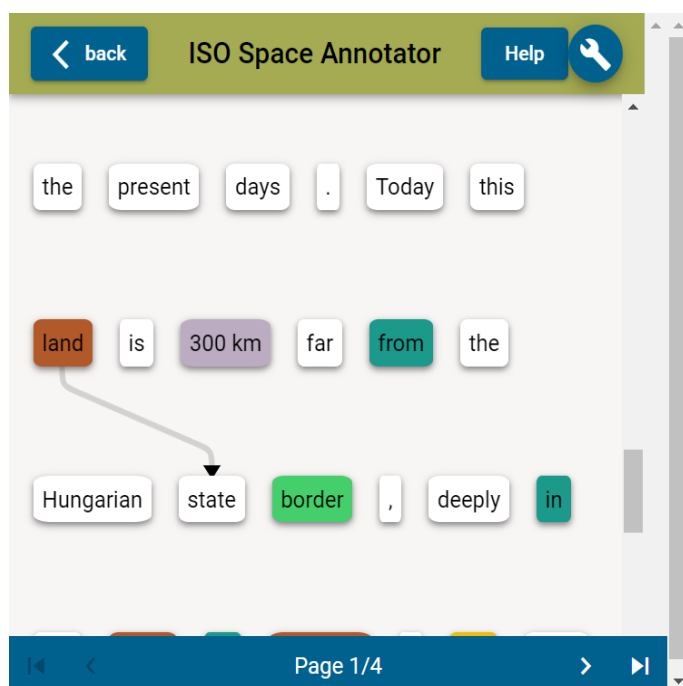 back ISO Space Annotator Help
the present days . Today this
land is 300 km far from the
Hungarian state border , deeply in
Page 1/4